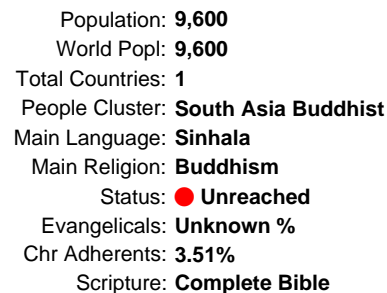 Population: 9,600
World Popl: 9,600
Total Countries: 1
People Cluster: South Asia Buddhist
Main Language: Sinhala
Main Religion: Buddhism
Status: Unreached
Evangelicals: Unknown %
Chr Adherents: 3.51%
Scripture: Complete Bible